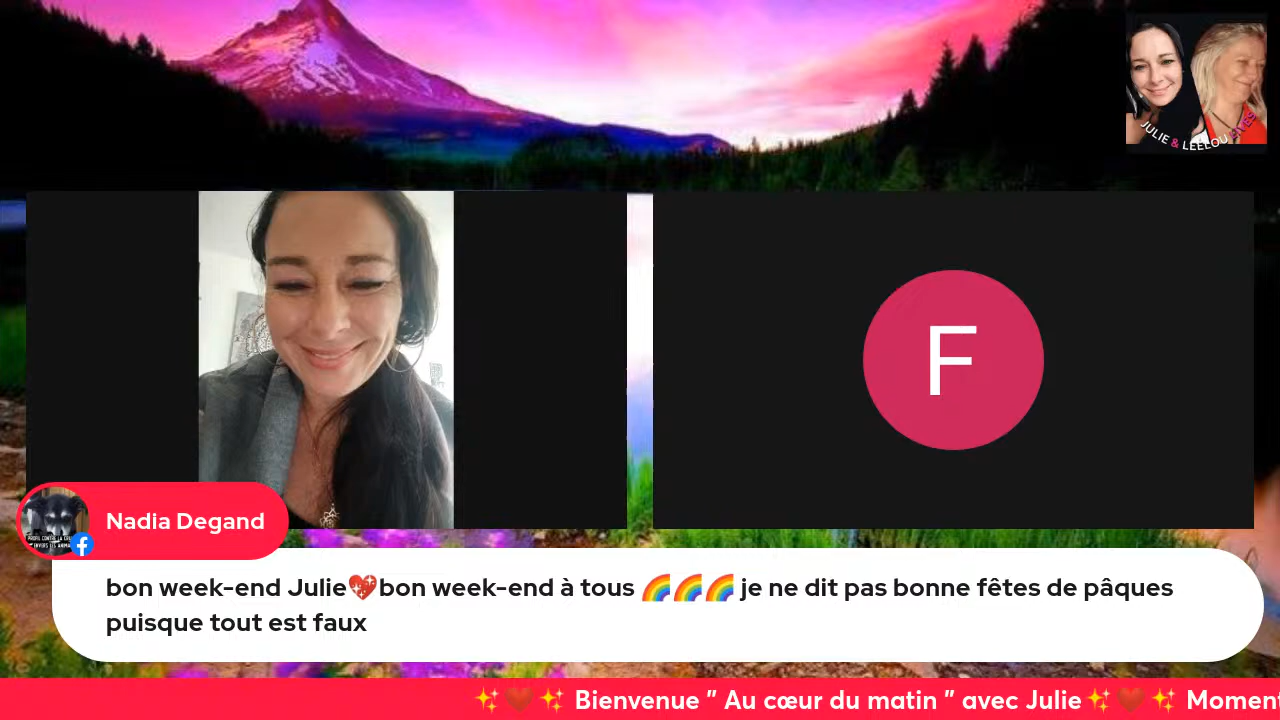 JULIE & LEELOU
F
Nadia Degand
bon week-end Julie💖bon week-end à tous 🌈🌈🌈 je ne dit pas bonne fêtes de pâques
puisque tout est faux
✨❤️✨ Bienvenue " Au cœur du matin " avec Julie✨❤️✨ Moment